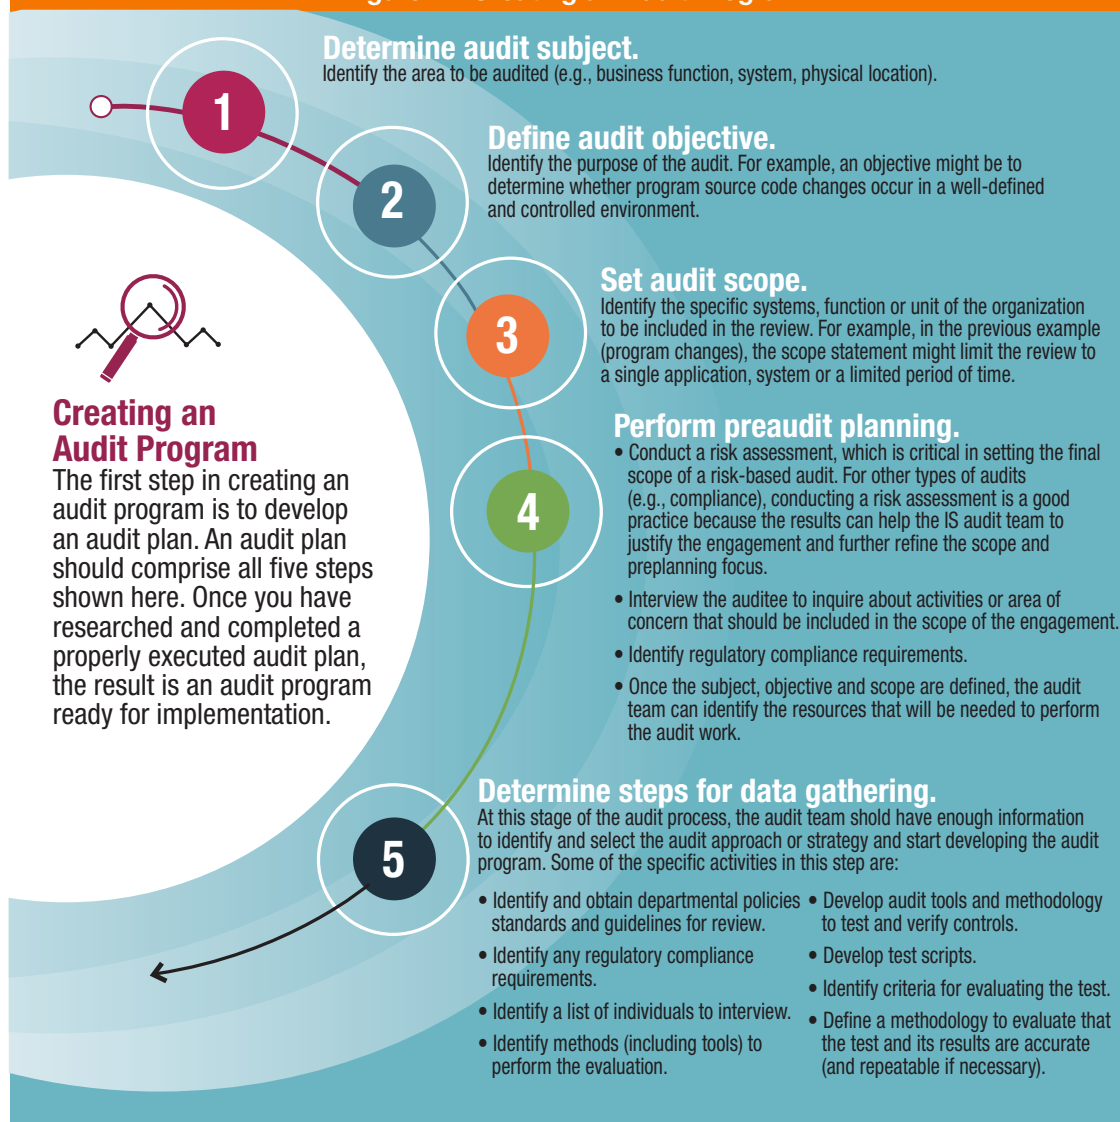 1
Determine audit subject.
Identify the area to be audited (e.g., business function, system, physical location).
2
Define audit objective.
Identify the purpose of the audit. For example, an objective might be to
determine whether program source code changes occur in a well-defined
and controlled environment.
3
Set audit scope.
Identify the specific systems, function or unit of the organization
to be included in the review. For example, in the previous example
(program changes), the scope statement might limit the review to
a single application, system or a limited period of time.
Creating an
Audit Program
The first step in creating an
audit program is to develop
an audit plan. An audit plan
should comprise all five steps
shown here. Once you have
researched and completed a
properly executed audit plan,
the result is an audit program
ready for implementation.
4
Perform preaudit planning.
• Conduct a risk assessment, which is critical in setting the final
scope of a risk-based audit. For other types of audits
(e.g., compliance), conducting a risk assessment is a good
practice because the results can help the IS audit team to
justify the engagement and further refine the scope and
preplanning focus.
• Interview the auditee to inquire about activities or area of
concern that should be included in the scope of the engagement.
• Identify regulatory compliance requirements.
• Once the subject, objective and scope are defined, the audit
team can identify the resources that will be needed to perform
the audit work.
5
Determine steps for data gathering.
At this stage of the audit process, the audit team shold have enough information
to identify and select the audit approach or strategy and start developing the audit
program. Some of the specific activities in this step are:
• Identify and obtain departmental policies
standards and guidelines for review.
• Identify any regulatory compliance
requirements.
• Identify a list of individuals to interview.
• Identify methods (including tools) to
perform the evaluation.
• Develop audit tools and methodology
to test and verify controls.
• Develop test scripts.
• Identify criteria for evaluating the test.
• Define a methodology to evaluate that
the test and its results are accurate
(and repeatable if necessary).